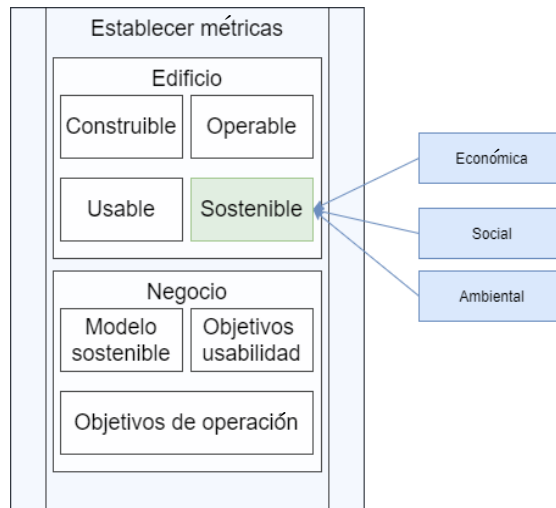 Establecer métricas
Edificio
Construible
Operable
Usable
Sostenible
Económica
Social
Ambiental
Negocio
Modelo
sostenible
Objetivos
usabilidad
Objetivos de operación